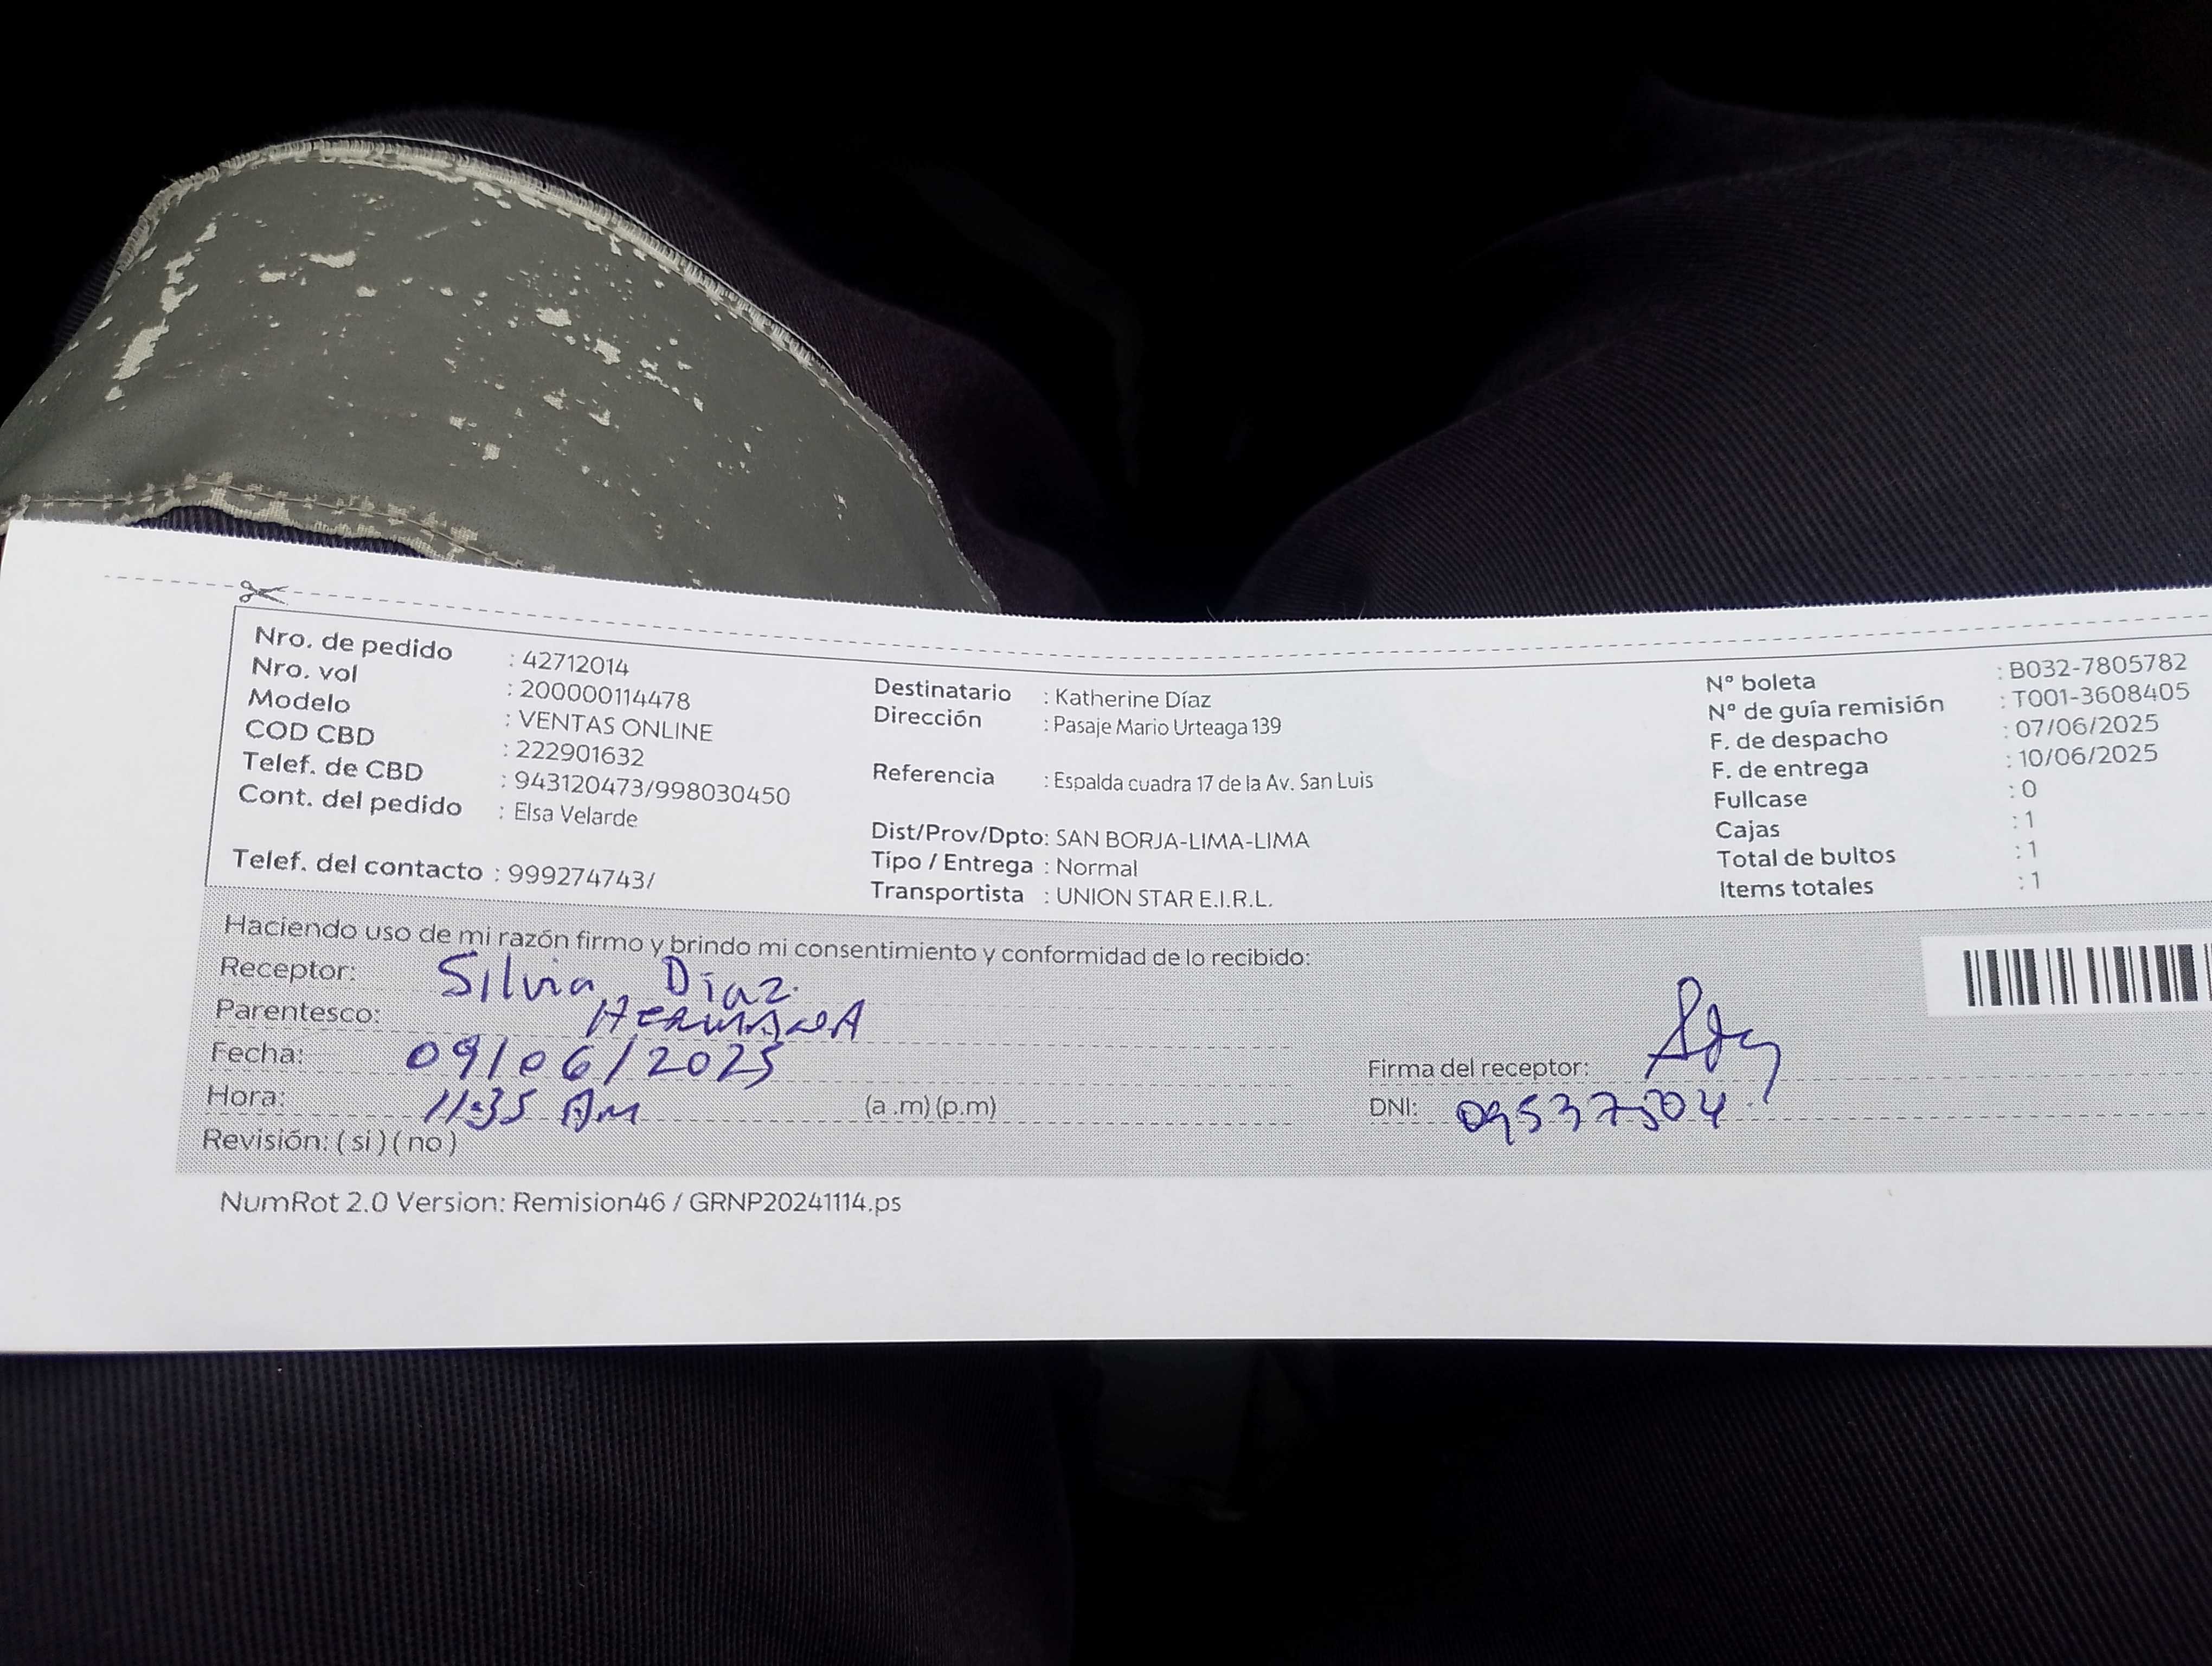 Nro. de pedido : 42712014
Nro. vol : 200000114478
Modelo : VENTAS ONLINE
COD CBD : 222901632
Telef. de CBD : 943120473/998030450
Cont. del pedido : Elsa Velarde
Telef. del contacto : 999274743/
Destinatario : Katherine Díaz
Dirección : Pasaje Mario Urteaga 139
Referencia : Espalda cuadra 17 de la Av. San Luis
Dist/Prov/Dpto: SAN BORJA-LIMA-LIMA
Tipo / Entrega : Normal
Transportista : UNION STAR E.I.R.L.
N° boleta : B032-7805782
N° de guía remisión : T001-3608405
F. de despacho : 07/06/2025
F. de entrega : 10/06/2025
Fullcase : 0
Cajas : 1
Total de bultos : 1
Items totales : 1
Haciendo uso de mi razón firmo y brindo mi consentimiento y conformidad de lo recibido:
Receptor: Silvia Díaz.
Parentesco: HERMANA
Fecha: 09/06/2025
Hora: 11:35 AM (a .m) (p.m)
Revisión: ( si ) ( no )
Firma del receptor:
DNI: 09537504
NumRot 2.0 Version: Remision46 / GRNP20241114.ps